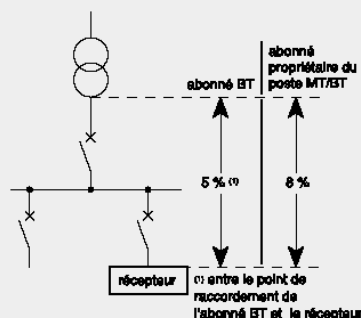 abonné
propriétaire du
abonné BT
poste MT/BT
5 % (1)
8 %
récepteur
(1) entre le point de
raccordement de
l'abonné BT et le récepteur